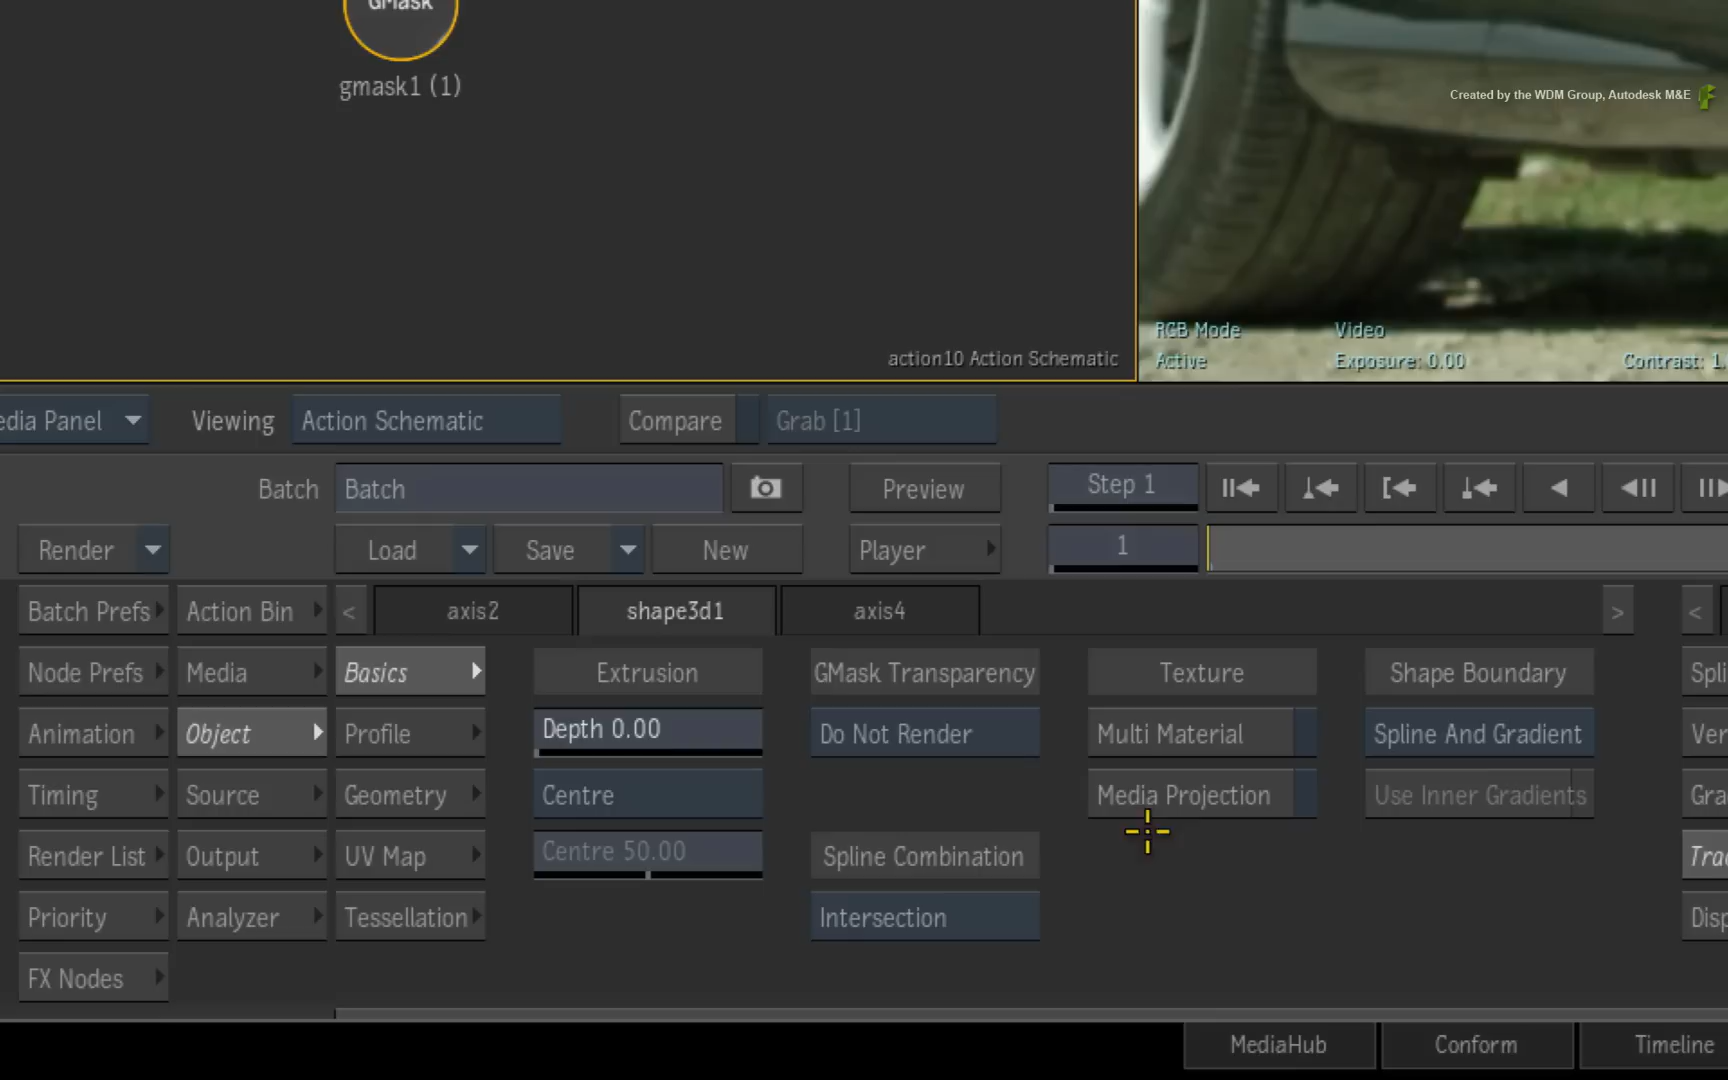 GMask
gmask1 (1)
Created by the WDM Group, Autodesk M&E
RGB Mode
Video
Active
Exposure: 0.00
Contrast: 1.
action10 Action Schematic
edia Panel
Viewing
Action Schematic
Compare
Grab [1]
Batch
Batch
Preview
Step 1
Render
Load
Save
New
Player
1
Batch Prefs
Action Bin
<
axis2
shape3d1
axis4
>
<
Node Prefs
Media
Basics
Extrusion
GMask Transparency
Texture
Shape Boundary
Spli
Animation
Object
Profile
Depth 0.00
Do Not Render
Multi Material
Spline And Gradient
Ver
Timing
Source
Geometry
Centre
Media Projection
Use Inner Gradients
Gra
Render List
Output
UV Map
Centre 50.00
Spline Combination
Tra
Priority
Analyzer
Tessellation
Intersection
Disp
FX Nodes
MediaHub
Conform
Timeline